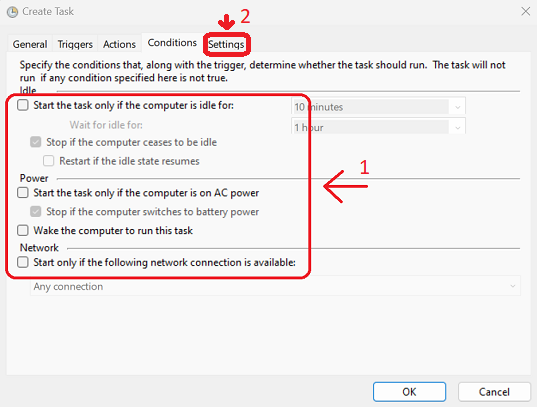 Create Task
2
General Triggers Actions Conditions Settings
Specify the conditions that, along with the trigger, determine whether the task should run. The task will not
run if any condition specified here is not true.
Idle
Start the task only if the computer is idle for: 10 minutes
Wait for idle for: 1 hour
Stop if the computer ceases to be idle
Restart if the idle state resumes
Power
1
Start the task only if the computer is on AC power
Stop if the computer switches to battery power
Wake the computer to run this task
Network
Start only if the following network connection is available:
Any connection
OK Cancel